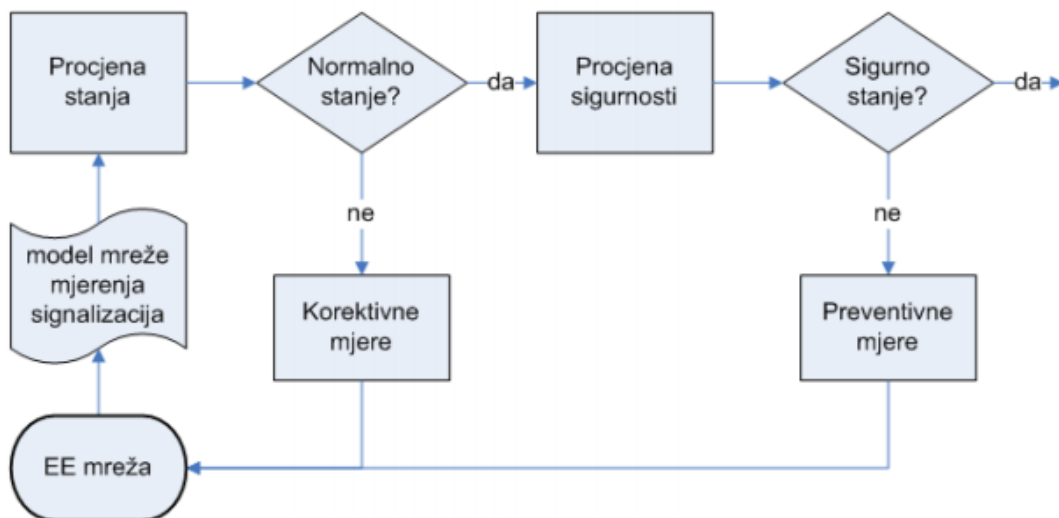 Procjena
stanja
Normalno
stanje?
da
Procjena
sigurnosti
Sigurno
stanje?
da
ne
ne
model mreže
mjerenja
signalizacija
Korektivne
mjere
Preventivne
mjere
EE mreža